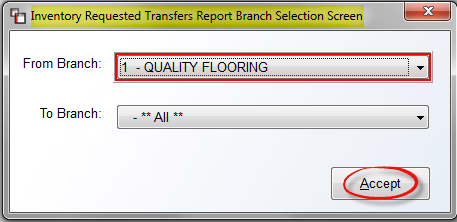 Inventory Requested Transfers Report Branch Selection Screen
From Branch: 1 - QUALITY FLOORING
To Branch: - ** All **
Accept